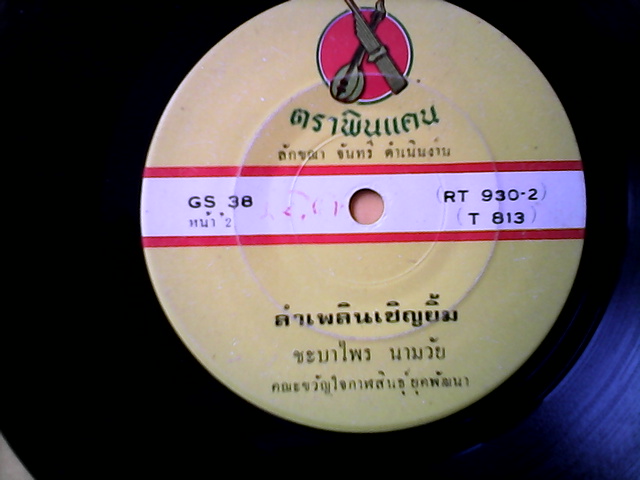 ตราพิณแคน
ลักขณา จันทร์ ดำเนินงาน
GS 38
หน้า 2
(RT 930-2)
(T 813)
ลำเพลินเชิญยิ้ม
ชะบาไพร นามวัย
คณะขวัญใจกาฬสินธุ์ยุคพัฒนา